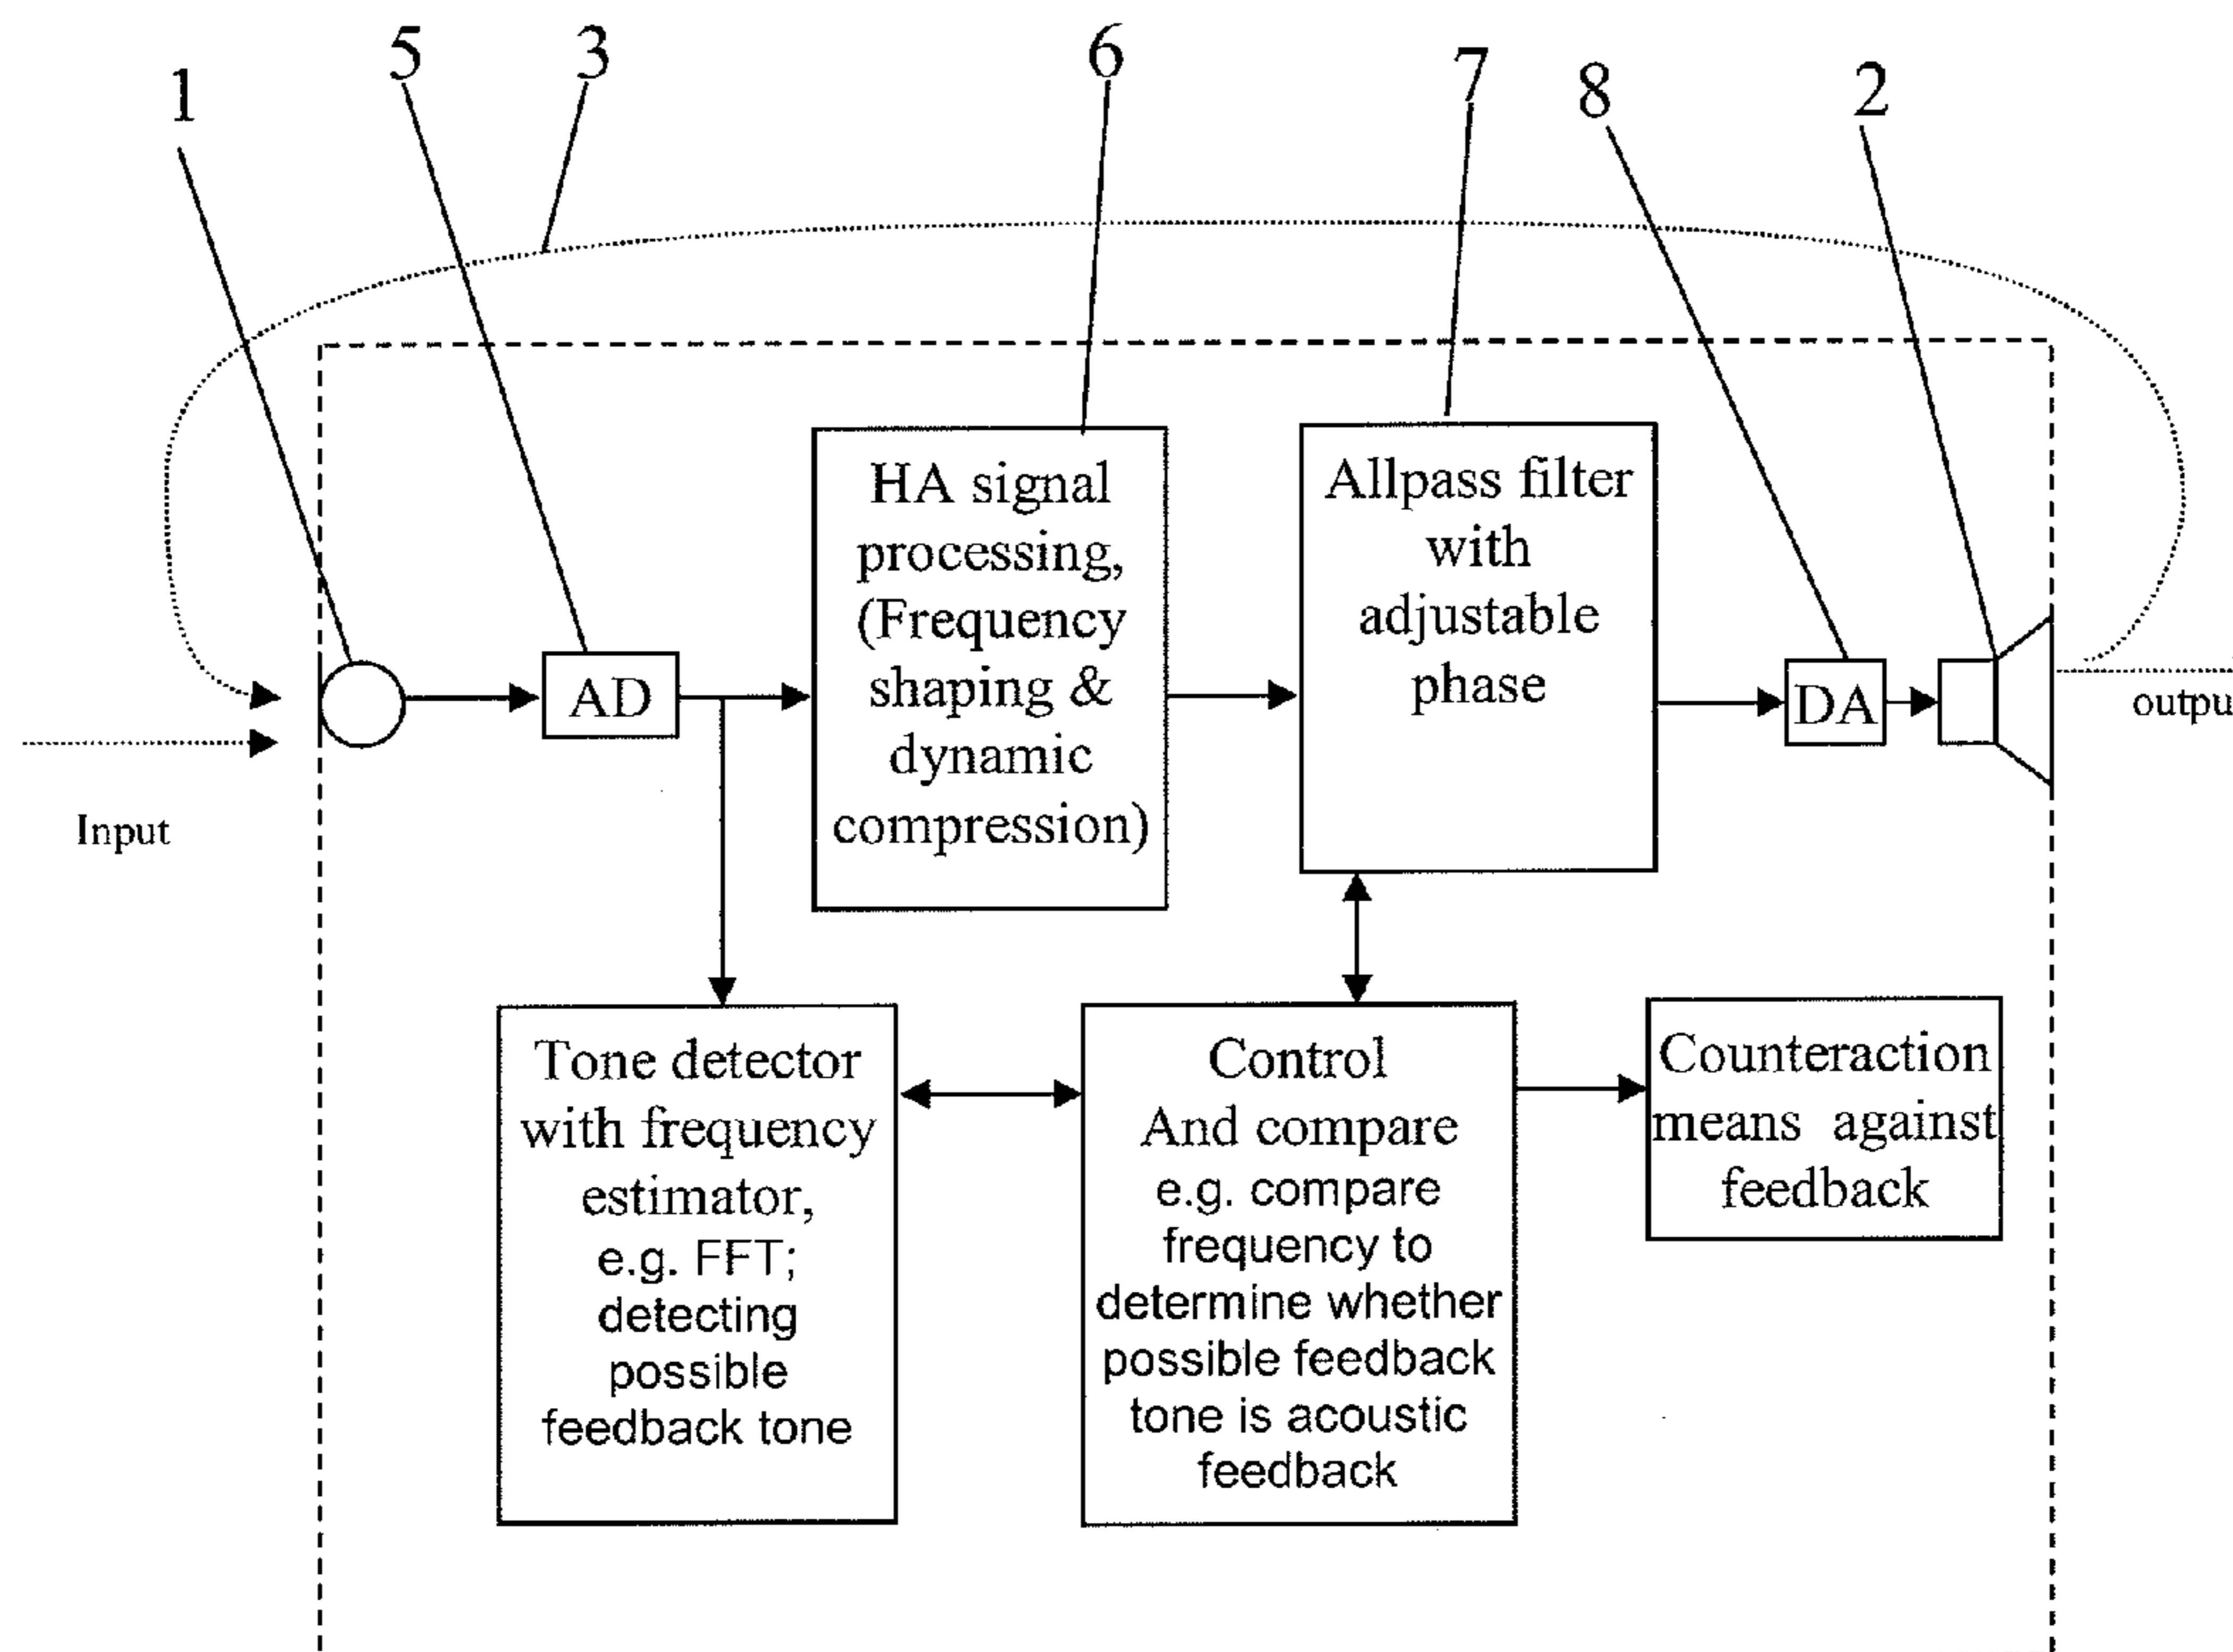 1
5
3
6
7
8
2
HA signal
processing,
(Frequency
shaping &
dynamic
compression)
Allpass filter
with
adjustable
phase
AD
DA
Input
outpu
Tone detector
with frequency
estimator,
e.g. FFT;
detecting
possible
feedback tone
Control
And compare
e.g. compare
frequency to
determine whether
possible feedback
tone is acoustic
feedback
Counteraction
means against
feedback